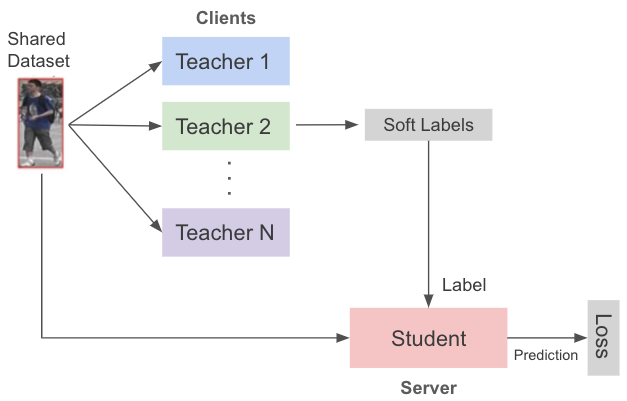 Clients
Shared
Dataset
Teacher 1
Teacher 2
Soft Labels
Teacher N
Label
Student
Prediction
Loss
Server